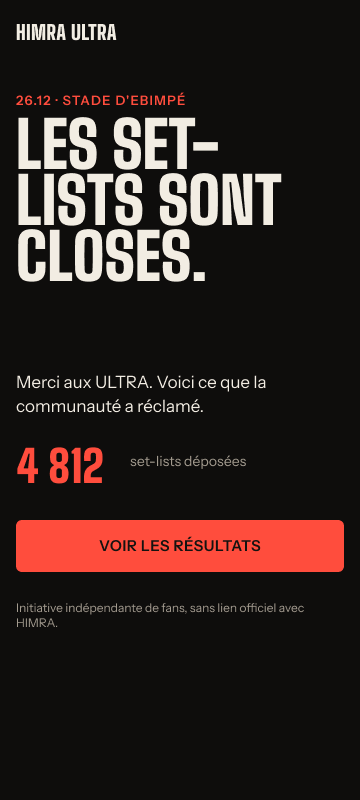 HIMRA ULTRA
26.12 · STADE D'EBIMPÉ
LES SET-
LISTS SONT
CLOSES.
Merci aux ULTRA. Voici ce que la
communauté a réclamé.
4 812 set-lists déposées
VOIR LES RÉSULTATS
Initiative indépendante de fans, sans lien officiel avec
HIMRA.